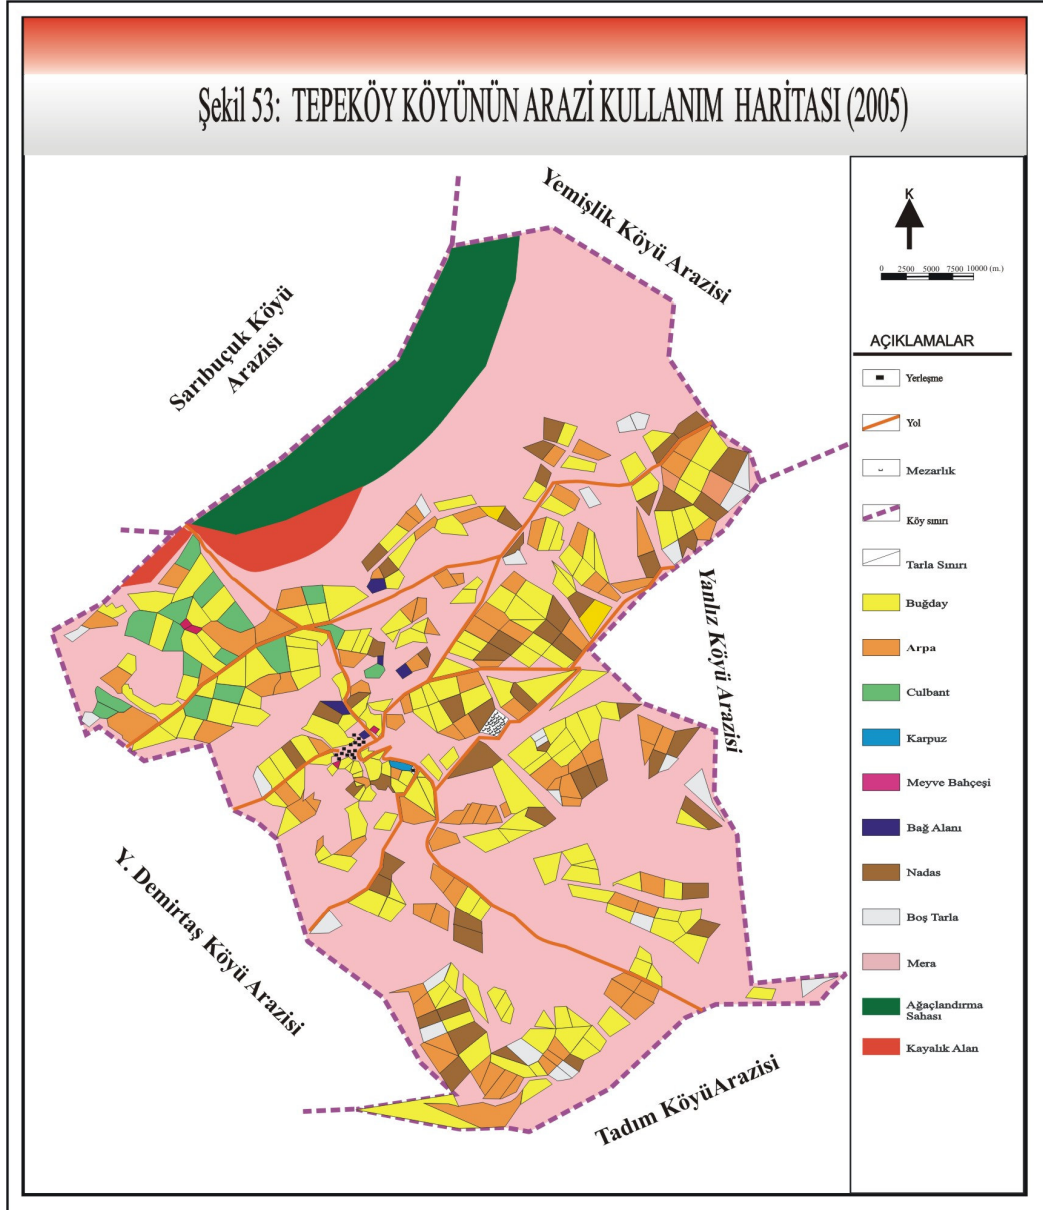 Şekil 53: TEPEKÖY KÖYÜNÜN ARAZİ KULLANIM HARİTASI (2005)
Yemişlik Köyü Arazisi
Sarıbuçuk Köyü
Arazisi
Yanlız Köyü Arazisi
Y. Demirtaş Köyü Arazisi
Tadım KöyüArazisi
K
0 2500 5000 7500 10000 (m.)
AÇIKLAMALAR
Yerleşme
Yol
Mezarlık
Köy sınırı
Tarla Sınırı
Buğday
Arpa
Culbant
Karpuz
Meyve Bahçeşi
Bağ Alanı
Nadas
Boş Tarla
Mera
Ağaçlandırma
Sahası
Kayalık Alan